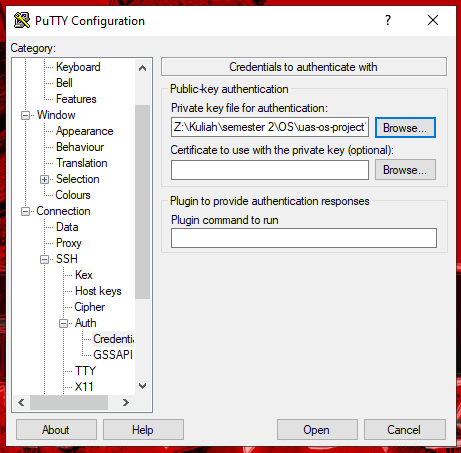 PuTTY Configuration
Category:
Keyboard
Bell
Features
Window
Appearance
Behaviour
Translation
Selection
Colours
Connection
Data
Proxy
SSH
Kex
Host keys
Cipher
Auth
Credenti
GSSAPI
TTY
X11
Credentials to authenticate with
Public-key authentication
Private key file for authentication:
Z:\Kuliah\semester 2\OS\uas-os-project\
Browse...
Certificate to use with the private key (optional):
Browse...
Plugin to provide authentication responses
Plugin command to run
About
Help
Open
Cancel